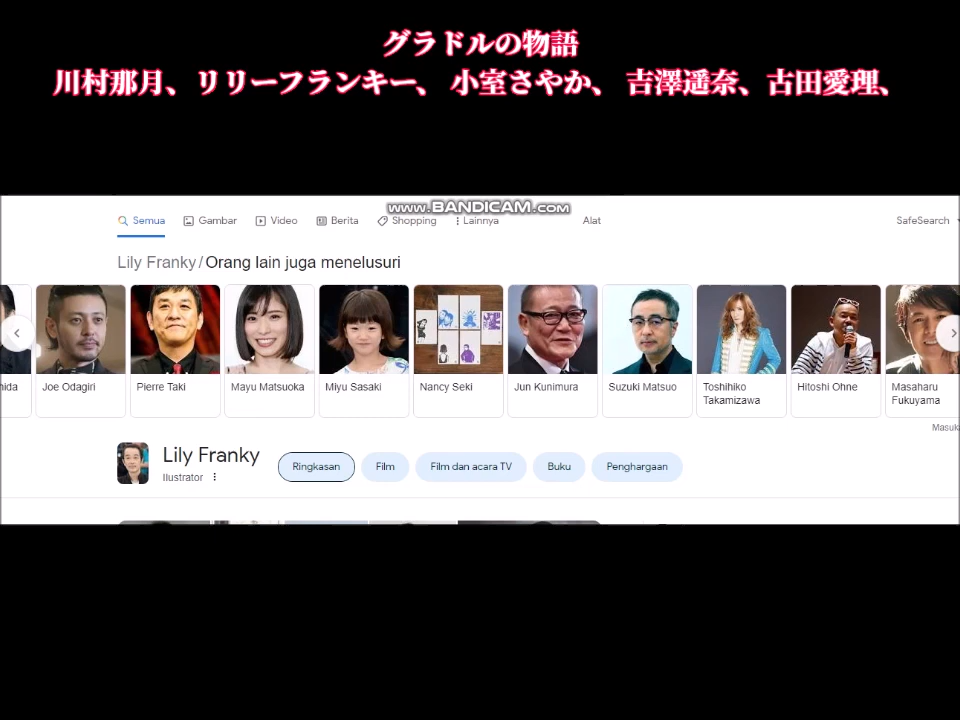 グラドルの物語
川村那月、リリーフランキー、 小室さやか、 吉澤遥奈、古田愛理、
www.BANDICAM.com
Semua Gambar Video Berita Shopping Lainnya Alat SafeSearch
Lily Franky/Orang lain juga menelusuri
Joe Odagiri
Pierre Taki
Mayu Matsuoka
Miyu Sasaki
Nancy Seki
Jun Kunimura
Suzuki Matsuo
Toshihiko
Takamizawa
Hitoshi Ohne
Masaharu
Fukuyama
Lily Franky
Ilustrator
Ringkasan Film Film dan acara TV Buku Penghargaan